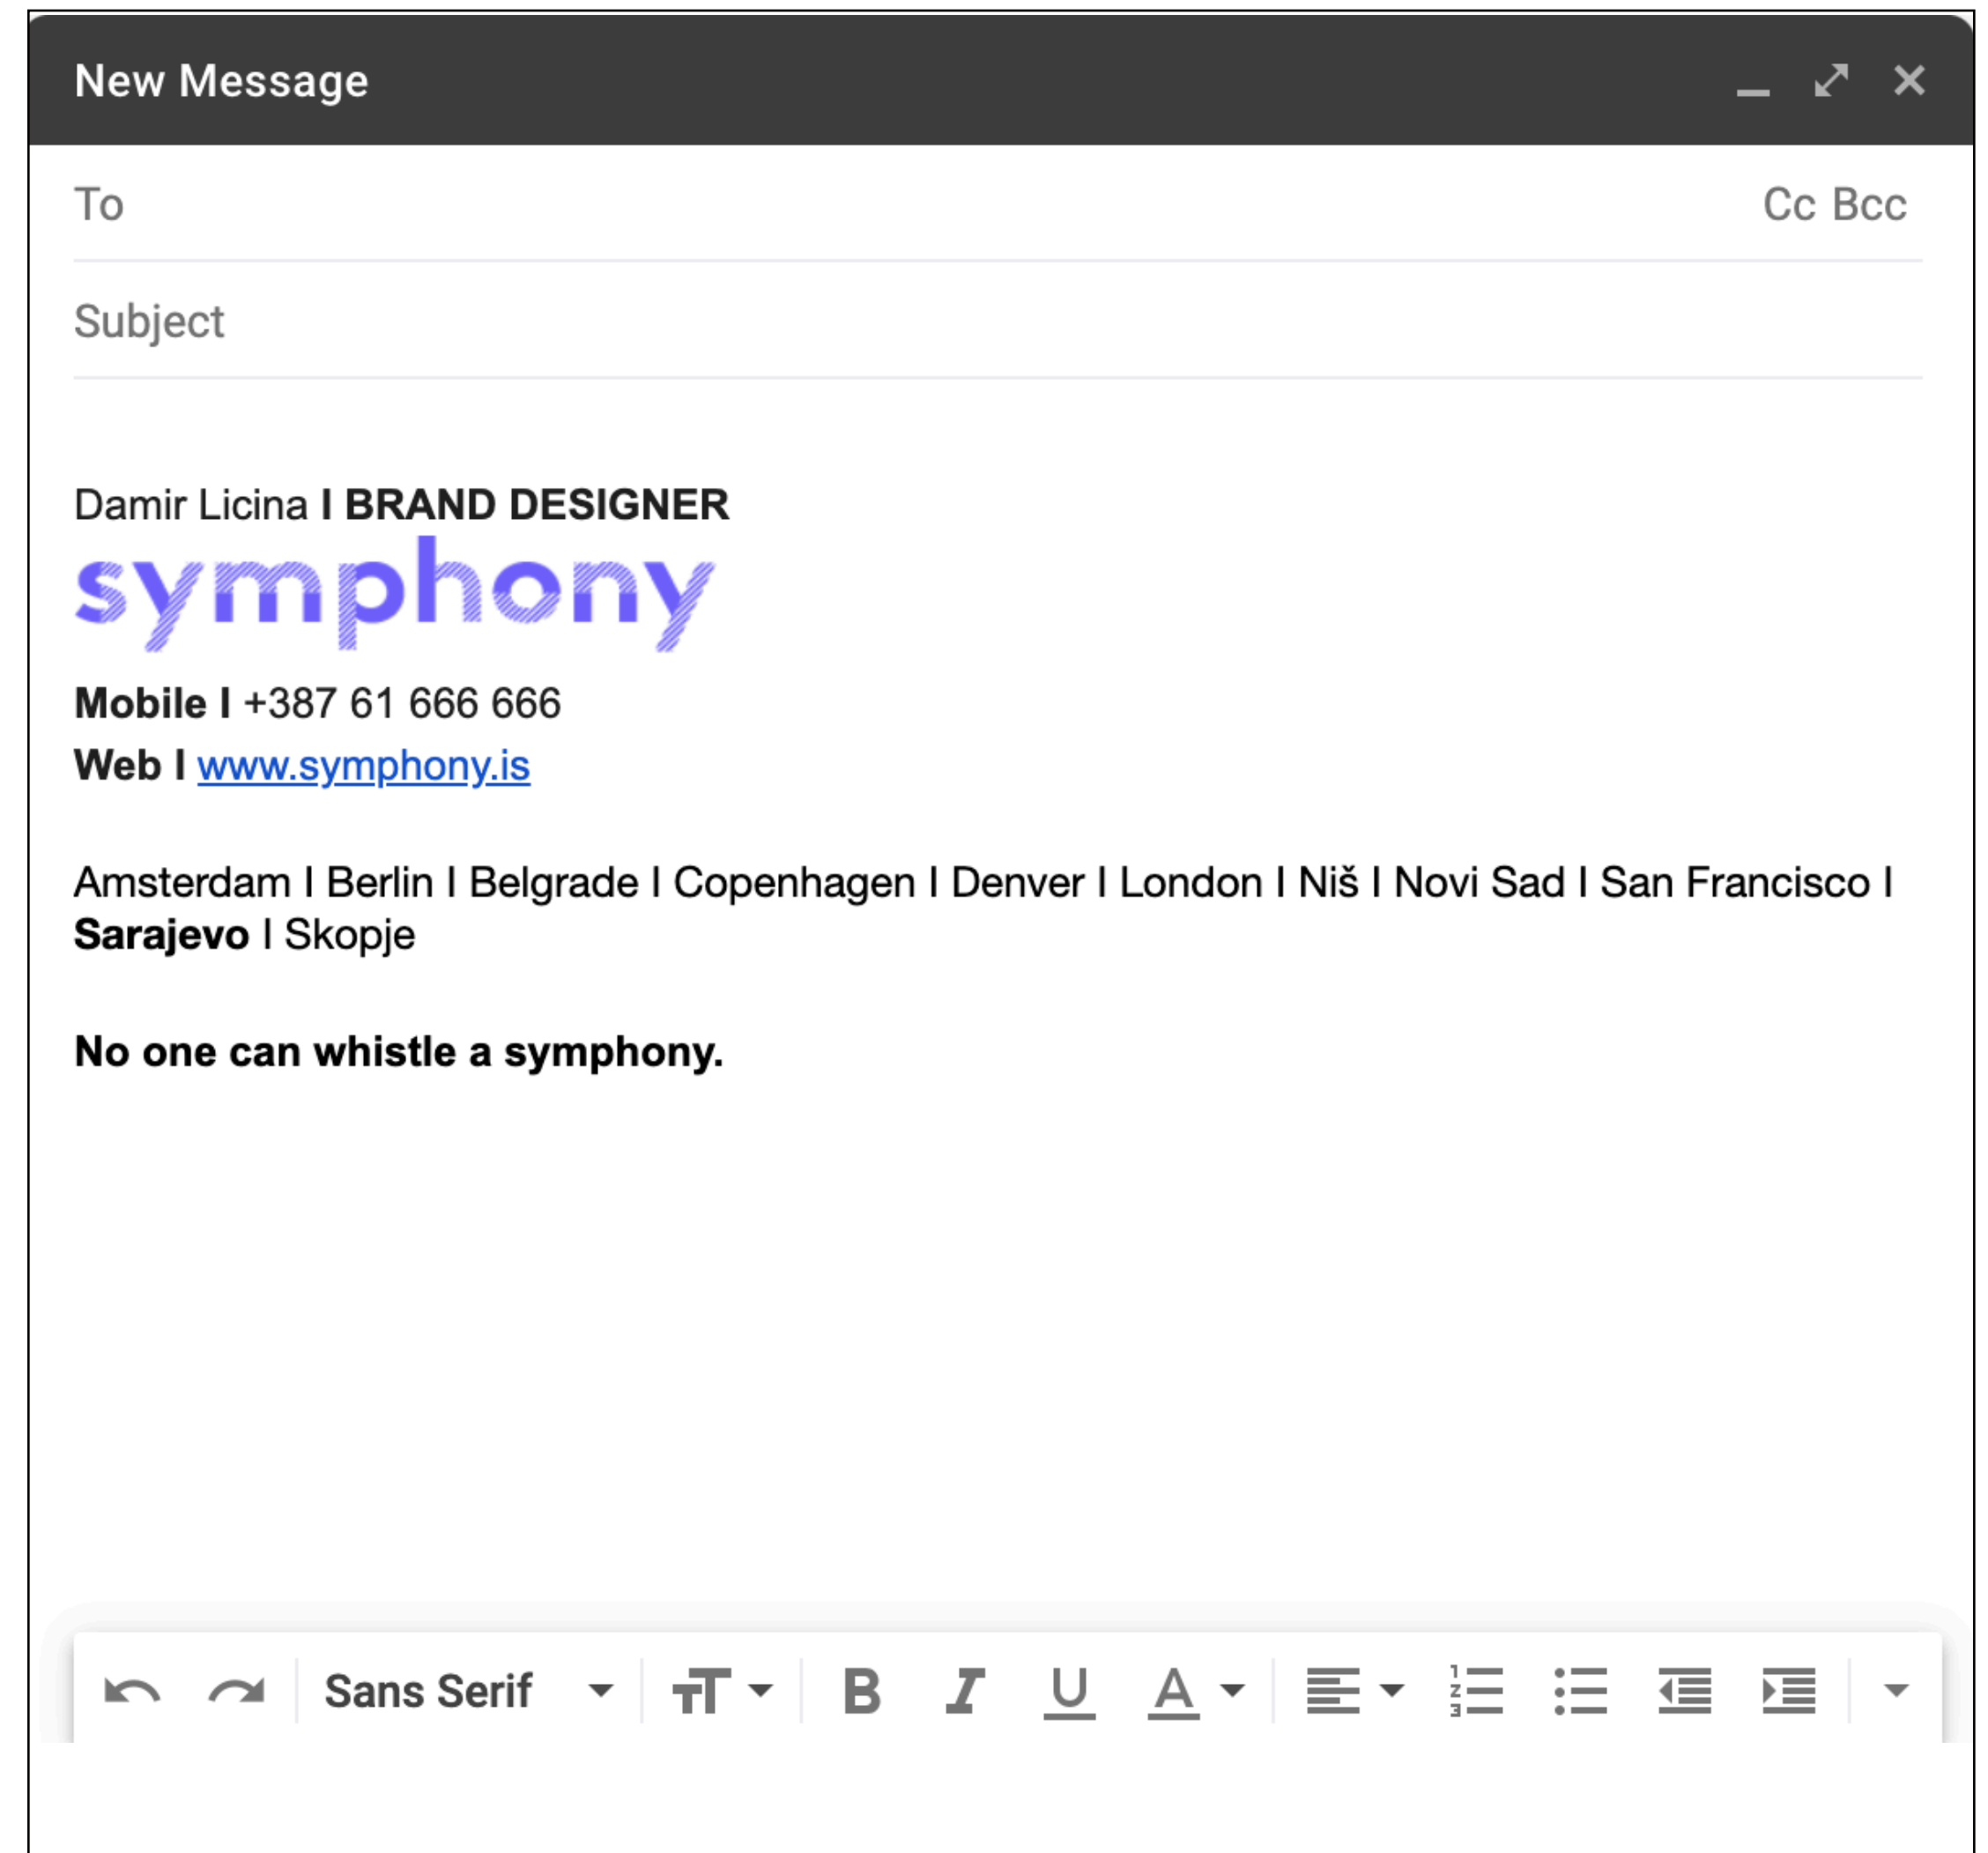 New Message
To Cc Bcc
Subject
Damir Licina I BRAND DESIGNER
symphony
Mobile I +387 61 666 666
Web I www.symphony.is
Amsterdam I Berlin I Belgrade I Copenhagen I Denver I London I Niš I Novi Sad I San Francisco I
Sarajevo I Skopje
No one can whistle a symphony.
Sans Serif